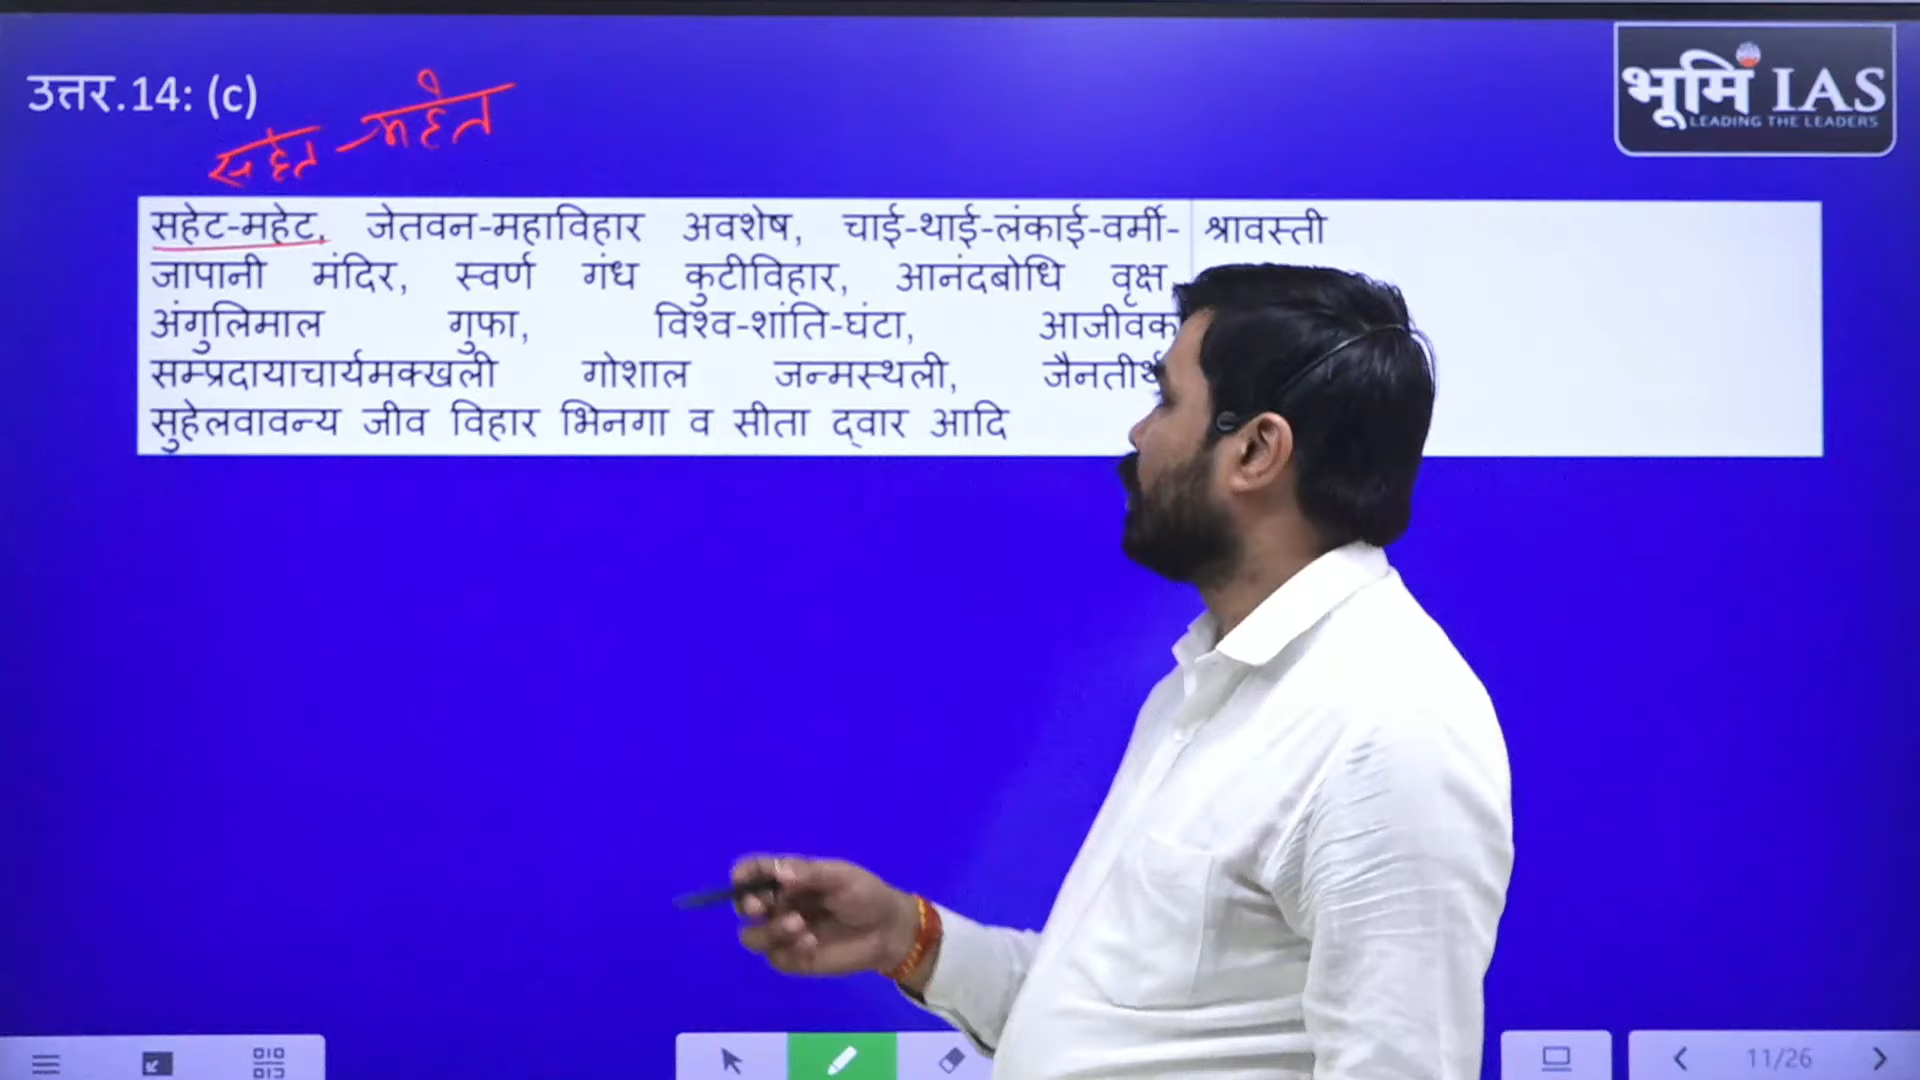 उत्तर.14: (c)
सहेत-महेत
भूमि IAS
LEADING THE LEADERS
सहेट-महेट, जेतवन-महाविहार अवशेष, चाई-थाई-लंकाई-वर्मी- श्रावस्ती
जापानी मंदिर, स्वर्ण गंध कुटीविहार, आनंदबोधि वृक्ष,
अंगुलिमाल गुफा, विश्व-शांति-घंटा, आजीवक
सम्प्रदायाचार्यमक्खली गोशाल जन्मस्थली, जैनतीर्थ
सुहेलवावन्य जीव विहार भिनगा व सीता द्वार आदि
11/26